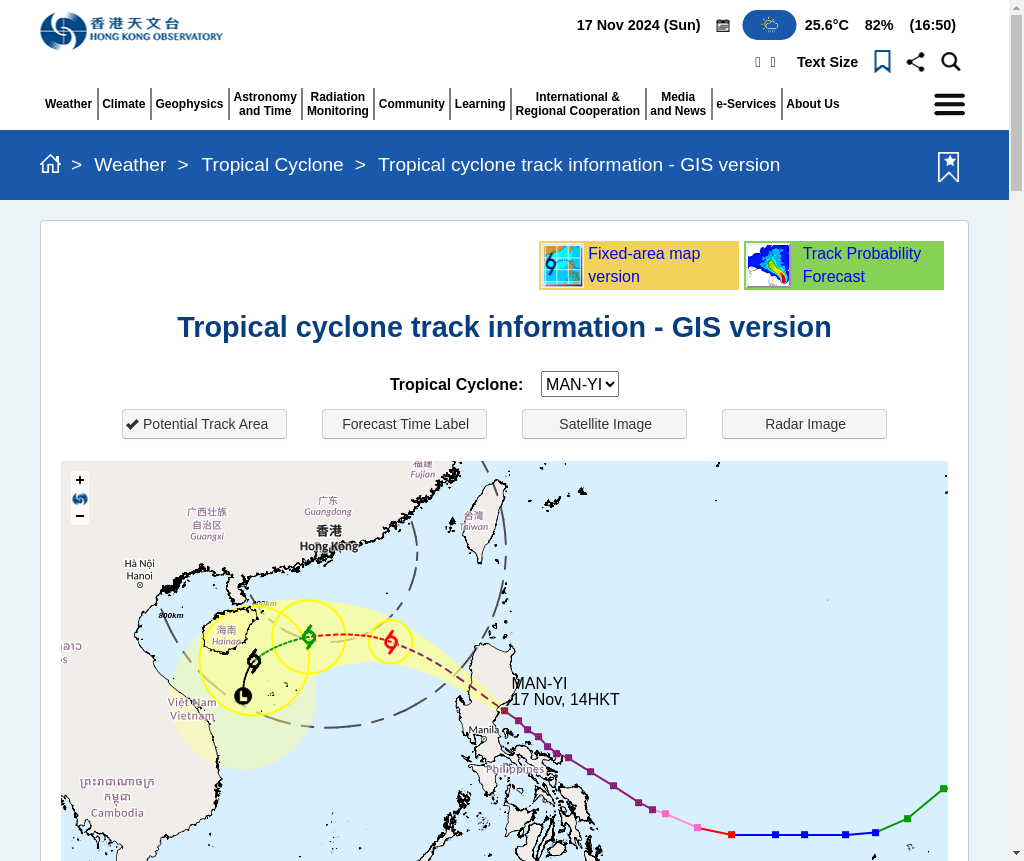 香港天文台
HONG KONG OBSERVATORY
17 Nov 2024 (Sun) 25.6°C 82% (16:50)
Text Size
Weather
Climate
Geophysics
Astronomy
and Time
Radiation
Monitoring
Community
Learning
International &
Regional Cooperation
Media
and News
e-Services
About Us
> Weather > Tropical Cyclone > Tropical cyclone track information - GIS version
Fixed-area map
version
Track Probability
Forecast
Tropical cyclone track information - GIS version
Tropical Cyclone: MAN-YI
Potential Track Area
Forecast Time Label
Satellite Image
Radar Image
+
−
福建
Fujian
广东
Guangdong
广西壮族
自治区
Guangxi
香港
Hong Kong
台灣
Taiwan
Hà Nội
Hanoi
800km
海南
Hainan
L
MAN-YI
17 Nov, 14HKT
Việt Nam
Vietnam
Manila
Philippines
ព្រះរាជាណាចក្រ
កម្ពុជា
Cambodia